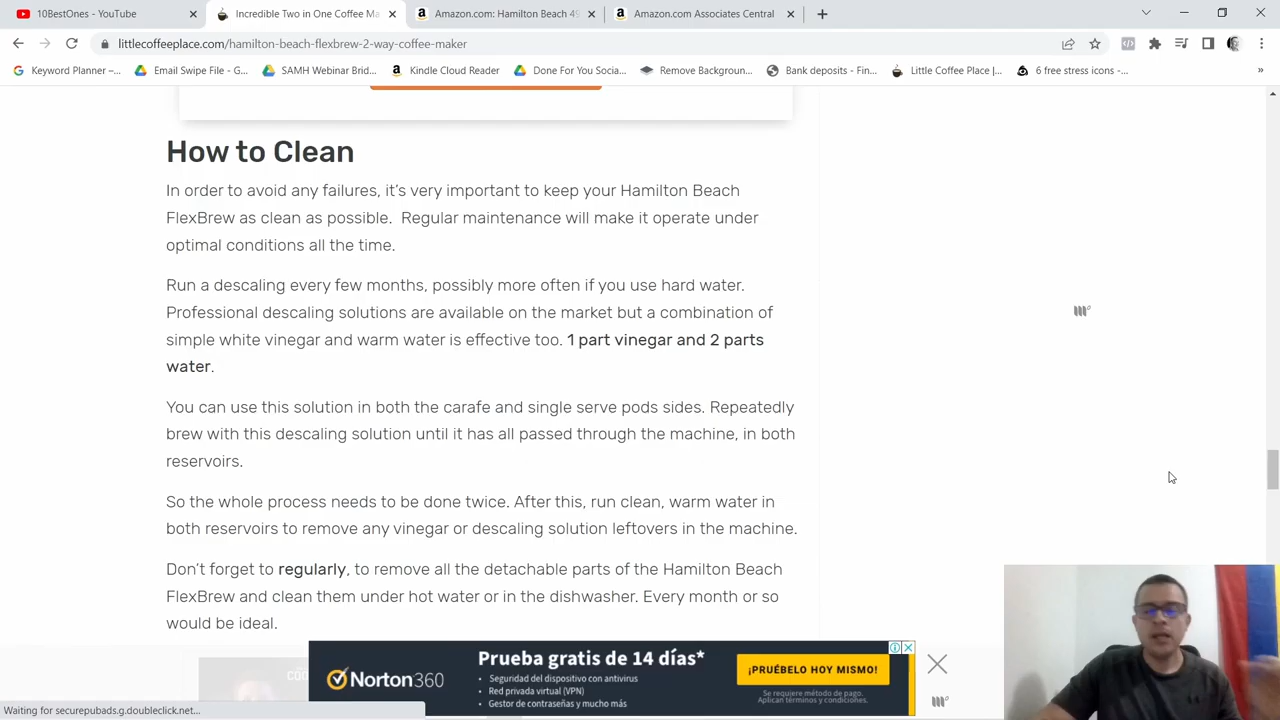 10BestOnes - YouTube
Incredible Two in One Coffee Ma
Amazon.com: Hamilton Beach 49
Amazon.com Associates Central
littlecoffeeplace.com/hamilton-beach-flexbrew-2-way-coffee-maker
Keyword Planner –...
Email Swipe File - G...
SAMH Webinar Brid...
Kindle Cloud Reader
Done For You Socia...
Remove Backgroun...
Bank deposits - Fin...
Little Coffee Place |...
6 free stress icons -...
»
How to Clean
In order to avoid any failures, it's very important to keep your Hamilton Beach
FlexBrew as clean as possible. Regular maintenance will make it operate under
optimal conditions all the time.
Run a descaling every few months, possibly more often if you use hard water.
Professional descaling solutions are available on the market but a combination of
simple white vinegar and warm water is effective too. 1 part vinegar and 2 parts
water.
You can use this solution in both the carafe and single serve pods sides. Repeatedly
brew with this descaling solution until it has all passed through the machine, in both
reservoirs.
So the whole process needs to be done twice. After this, run clean, warm water in
both reservoirs to remove any vinegar or descaling solution leftovers in the machine.
Don't forget to regularly, to remove all the detachable parts of the Hamilton Beach
FlexBrew and clean them under hot water or in the dishwasher. Every month or so
would be ideal.
Norton360
Prueba gratis de 14 días*
• Seguridad del dispositivo con antivirus
• Red privada virtual (VPN)
• Gestor de contraseñas y mucho más
¡PRUÉBELO HOY MISMO!
Se requiere método de pago.
Aplican términos y condiciones.
Waiting for securepubads.g.doubleclick.net...